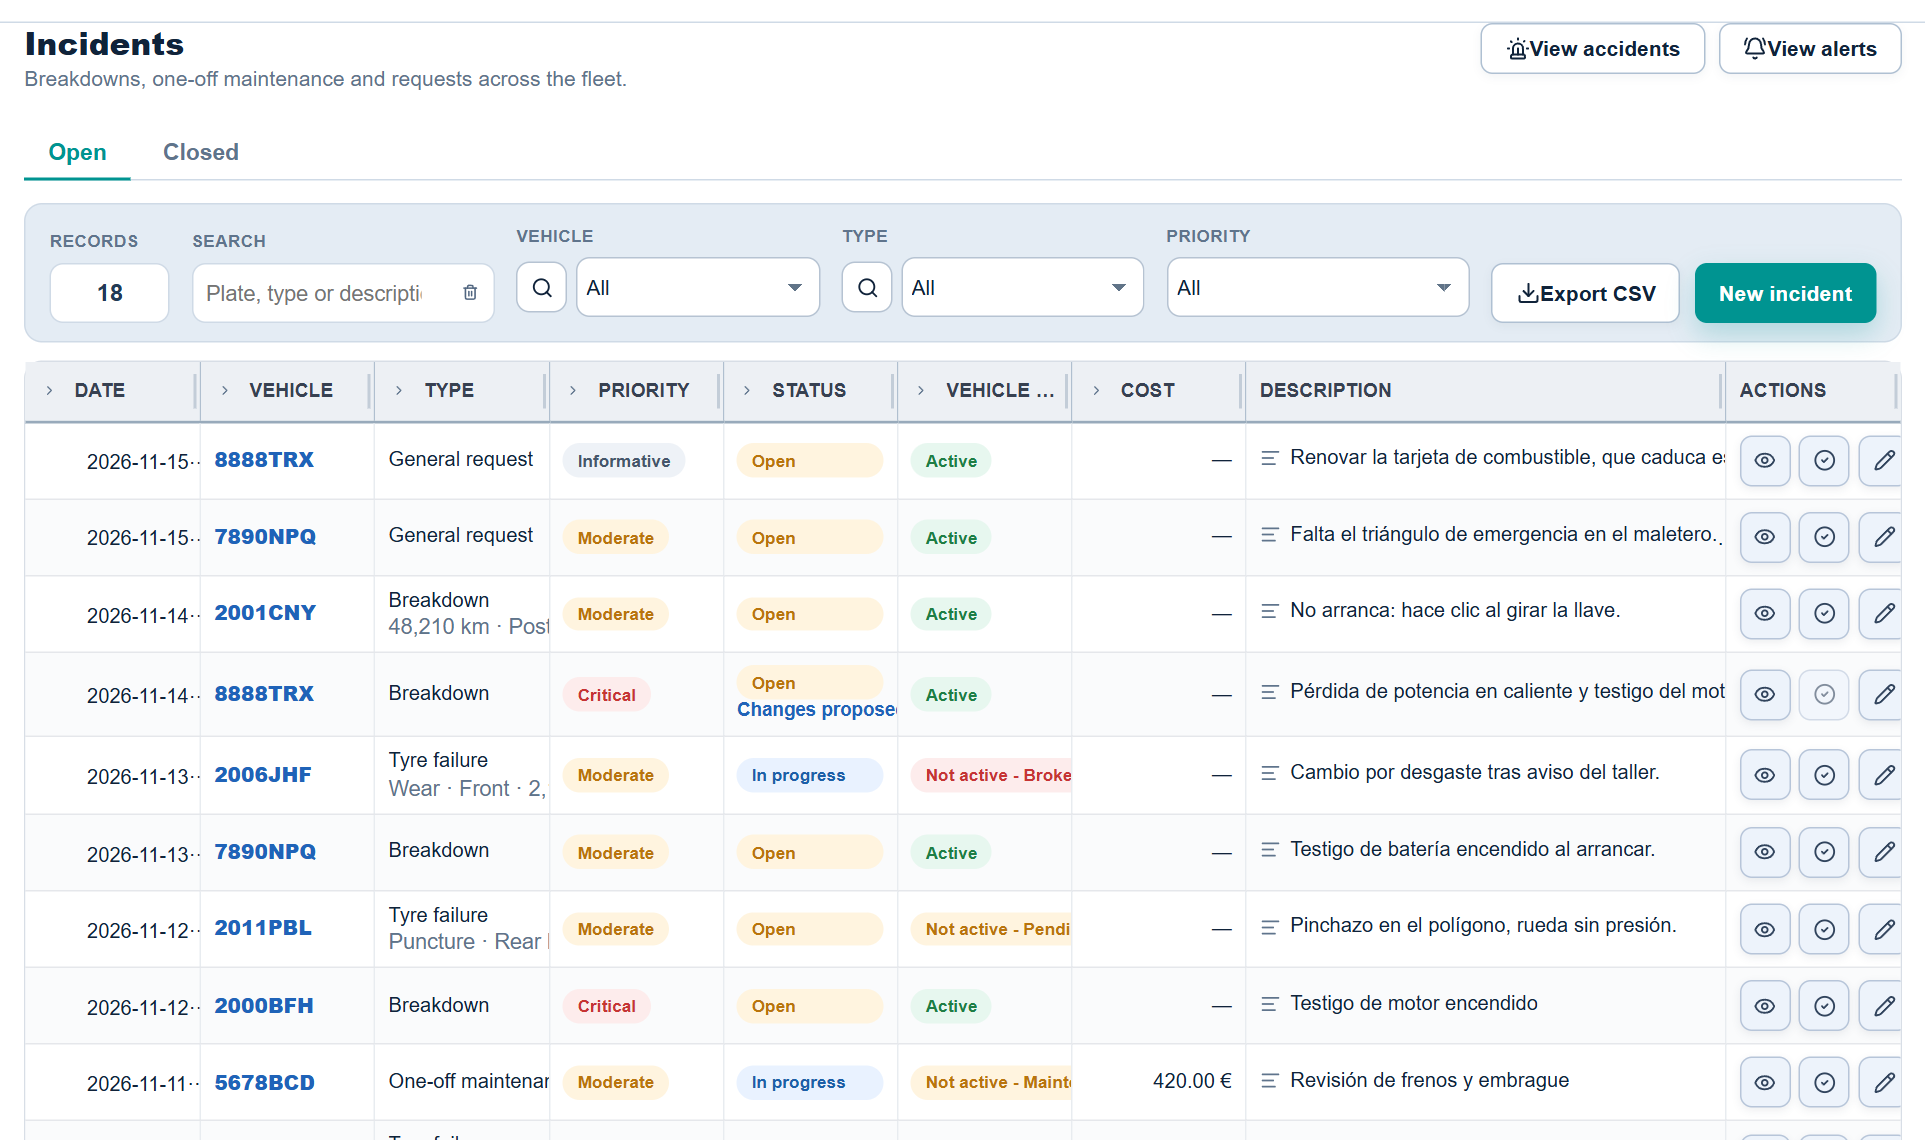 Incidents
Breakdowns, one-off maintenance and requests across the fleet.
View accidents
View alerts
Open
Closed
RECORDS
18
SEARCH
Plate, type or descripti
VEHICLE
All
TYPE
All
PRIORITY
All
Export CSV
New incident
DATE VEHICLE TYPE PRIORITY STATUS VEHICLE ... COST DESCRIPTION ACTIONS
2026-11-15·· 8888TRX General request Informative Open Active — Renovar la tarjeta de combustible, que caduca
2026-11-15·· 7890NPQ General request Moderate Open Active — Falta el triángulo de emergencia en el maletero..
2026-11-14·· 2001CNY Breakdown Moderate Open Active — No arranca: hace clic al girar la llave.
48,210 km · Post
2026-11-14·· 8888TRX Breakdown Critical Open Active — Pérdida de potencia en caliente y testigo del mot
Changes propose
2026-11-13·· 2006JHF Tyre failure Moderate In progress Not active - Broke — Cambio por desgaste tras aviso del taller.
Wear · Front · 2,
2026-11-13·· 7890NPQ Breakdown Moderate Open Active — Testigo de batería encendido al arrancar.
2026-11-12·· 2011PBL Tyre failure Moderate Open Not active - Pendi — Pinchazo en el polígono, rueda sin presión.
Puncture · Rear
2026-11-12·· 2000BFH Breakdown Critical Open Active — Testigo de motor encendido
2026-11-11·· 5678BCD One-off maintenan Moderate In progress Not active - Maint 420.00 € Revisión de frenos y embrague